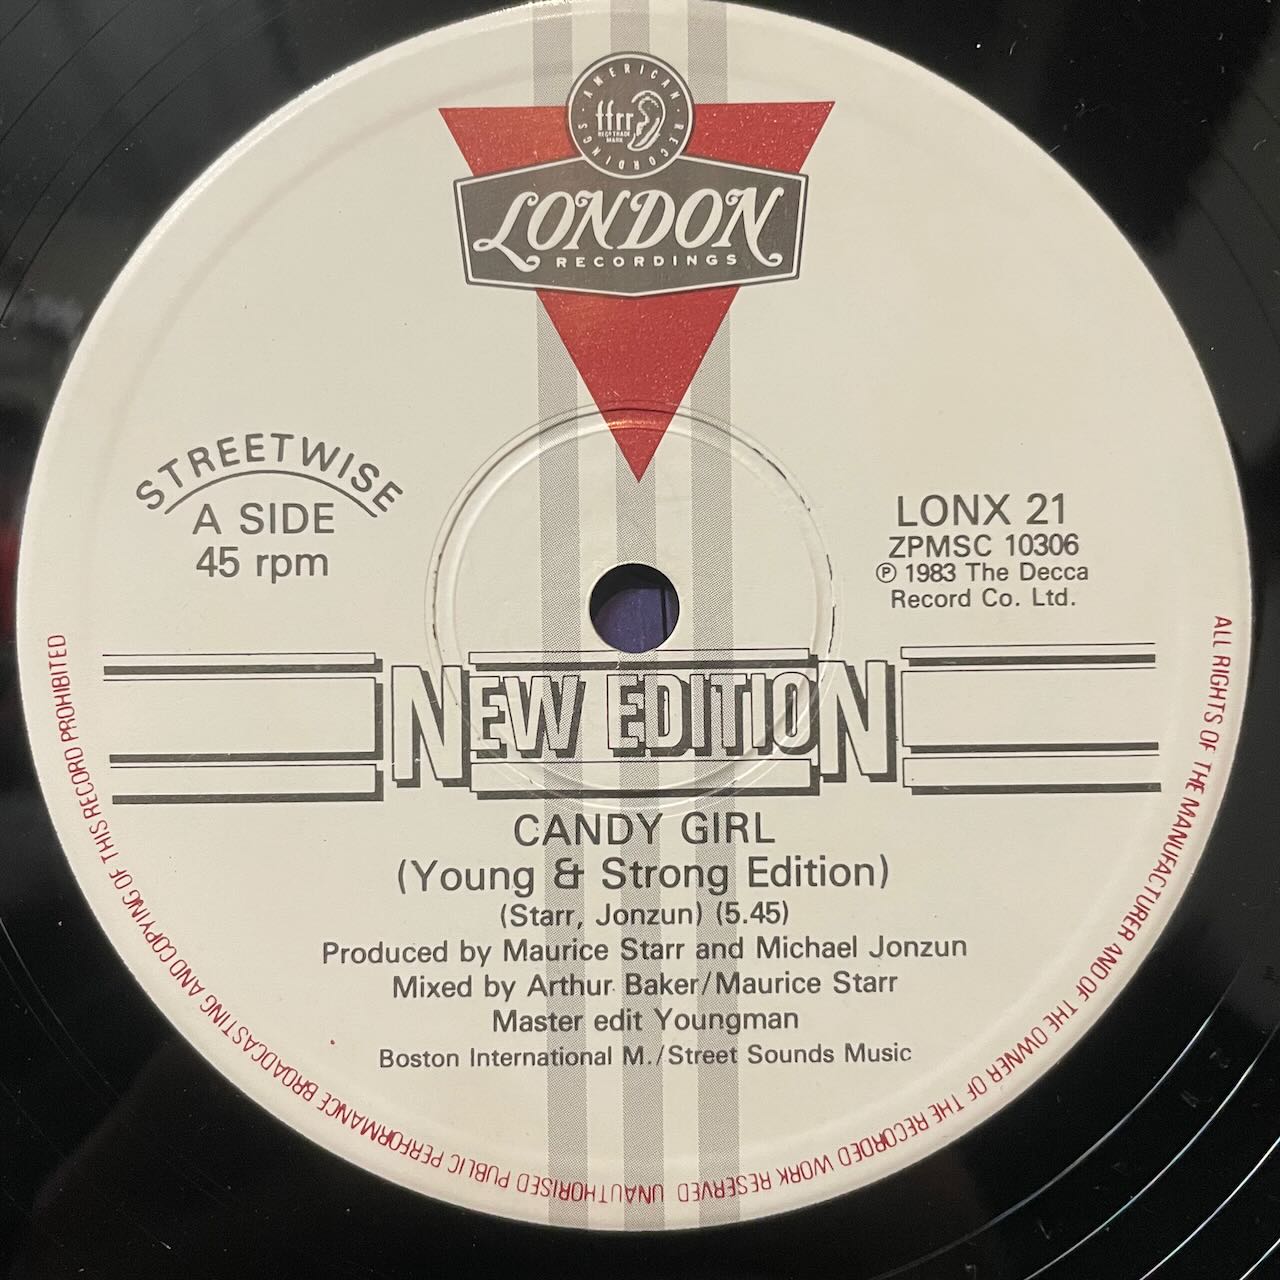 · AMERICAN · RECORDINGS
ffrr
REGD TRADE
MARK
LONDON
RECORDINGS
STREETWISE
A SIDE
45 rpm
LONX 21
ZPMSC 10306
℗ 1983 The Decca
Record Co. Ltd.
NEW EDITION
CANDY GIRL
(Young & Strong Edition)
(Starr, Jonzun) (5.45)
Produced by Maurice Starr and Michael Jonzun
Mixed by Arthur Baker/Maurice Starr
Master edit Youngman
Boston International M./Street Sounds Music
ALL RIGHTS OF THE MANUFACTURER AND OF THE OWNER OF THE RECORDED WORK RESERVED UNAUTHORISED PUBLIC PERFORMANCE BROADCASTING AND COPYING OF THIS RECORD PROHIBITED